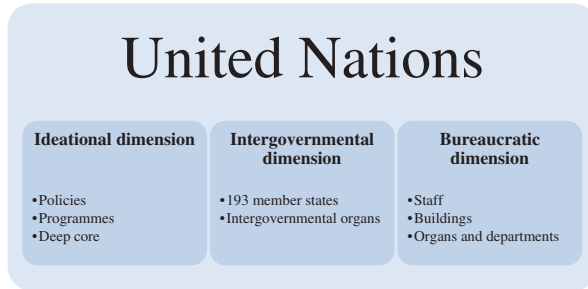 United Nations
Ideational dimension
•Policies
•Programmes
•Deep core
Intergovernmental
dimension
•193 member states
•Intergovernmental organs
Bureaucratic
dimension
•Staff
•Buildings
•Organs and departments